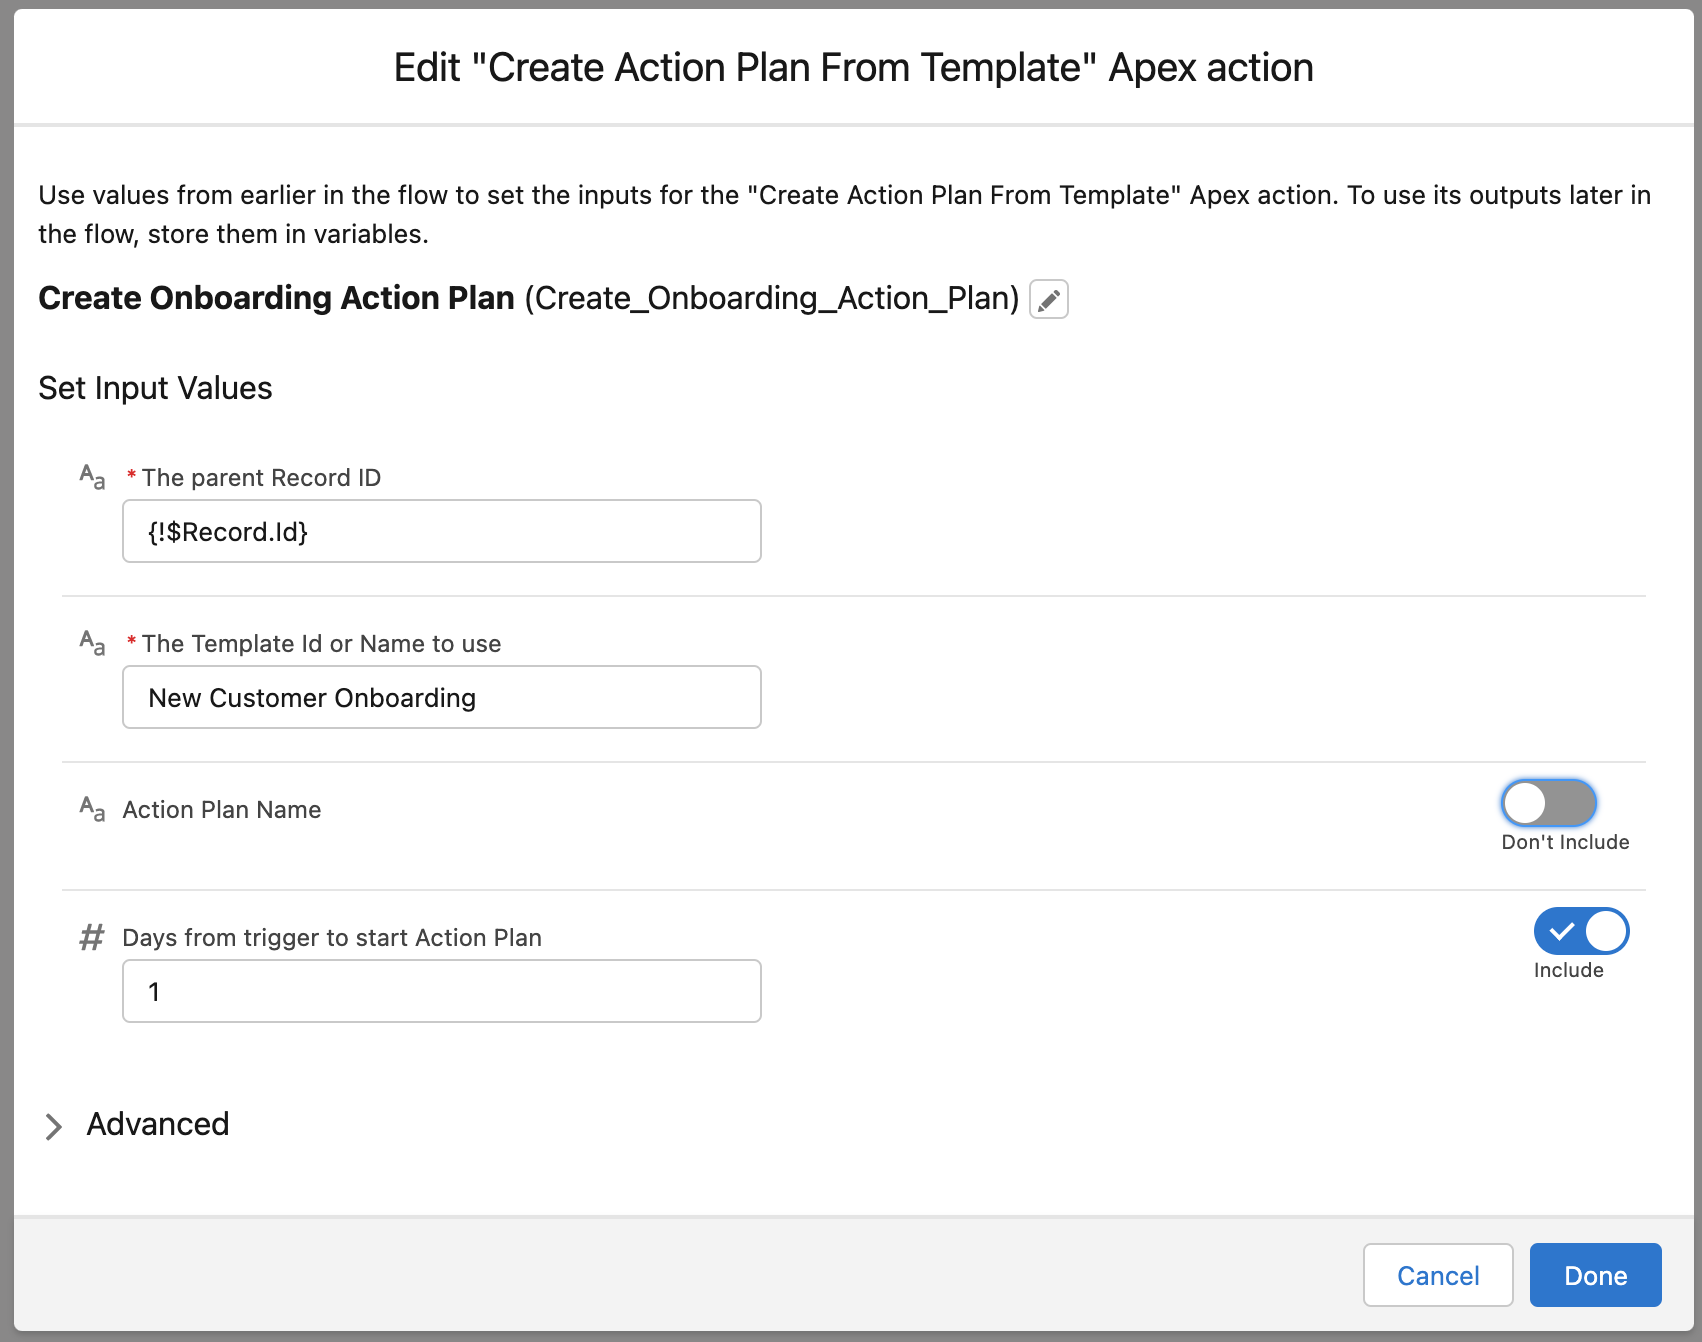 Edit "Create Action Plan From Template" Apex action
Use values from earlier in the flow to set the inputs for the "Create Action Plan From Template" Apex action. To use its outputs later in
the flow, store them in variables.
Create Onboarding Action Plan (Create_Onboarding_Action_Plan)
Set Input Values
Aa * The parent Record ID
{!$Record.Id}
Aa * The Template Id or Name to use
New Customer Onboarding
Aa Action Plan Name
Don't Include
# Days from trigger to start Action Plan
Include
1
Advanced
Cancel Done